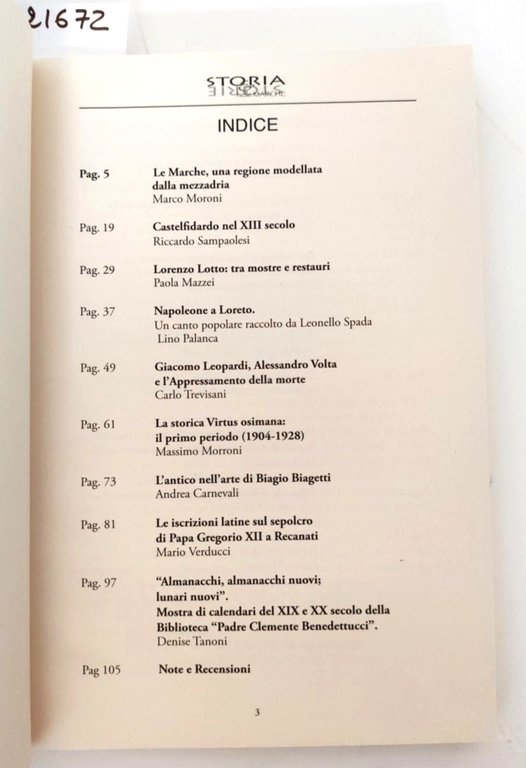 21672
STORIA
STORIE
MARCHE
INDICE
Pag. 5 Le Marche, una regione modellata
dalla mezzadria
Marco Moroni
Pag. 19 Castelfidardo nel XIII secolo
Riccardo Sampaolesi
Pag. 29 Lorenzo Lotto: tra mostre e restauri
Paola Mazzei
Pag. 37 Napoleone a Loreto.
Un canto popolare raccolto da Leonello Spada
Lino Palanca
Pag. 49 Giacomo Leopardi, Alessandro Volta
e l'Appressamento della morte
Carlo Trevisani
Pag. 61 La storica Virtus osimana:
il primo periodo (1904-1928)
Massimo Morroni
Pag. 73 L'antico nell'arte di Biagio Biagetti
Andrea Carnevali
Pag. 81 Le iscrizioni latine sul sepolcro
di Papa Gregorio XII a Recanati
Mario Verducci
Pag. 97 “Almanacchi, almanacchi nuovi;
lunari nuovi”.
Mostra di calendari del XIX e XX secolo della
Biblioteca “Padre Clemente Benedettucci”.
Denise Tanoni
Pag 105 Note e Recensioni
3